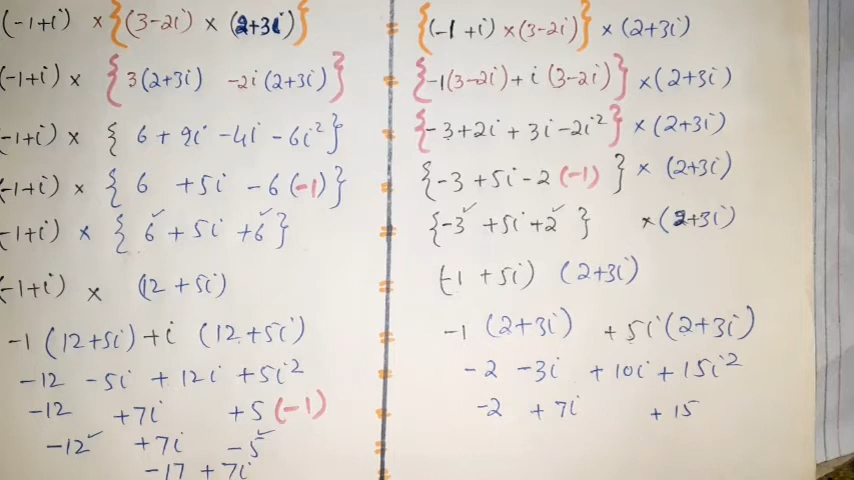 (-1+i) × {(3-2i) × (2+3i)} = {(-1+i) × (3-2i)} × (2+3i)
(-1+i) × {3(2+3i) -2i(2+3i)} = {-1(3-2i)+i(3-2i)} × (2+3i)
-1+i) × {6+9i-4i-6i²} = {-3+2i+3i-2i²} × (2+3i)
-1+i) × {6 +5i -6(-1)} = {-3+5i-2(-1)} × (2+3i)
-1+i) × {6✓+5i+6✓} = {-3✓+5i+2✓} × (2+3i)
(-1+i) × (12+5i) = (-1+5i) (2+3i)
-1(12+5i)+i(12+5i) = -1(2+3i) +5i(2+3i)
-12 -5i +12i +5i² = -2 -3i +10i+15i²
-12 +7i +5(-1) = -2 +7i +15
-12✓ +7i -5✓ =
-17 +7i